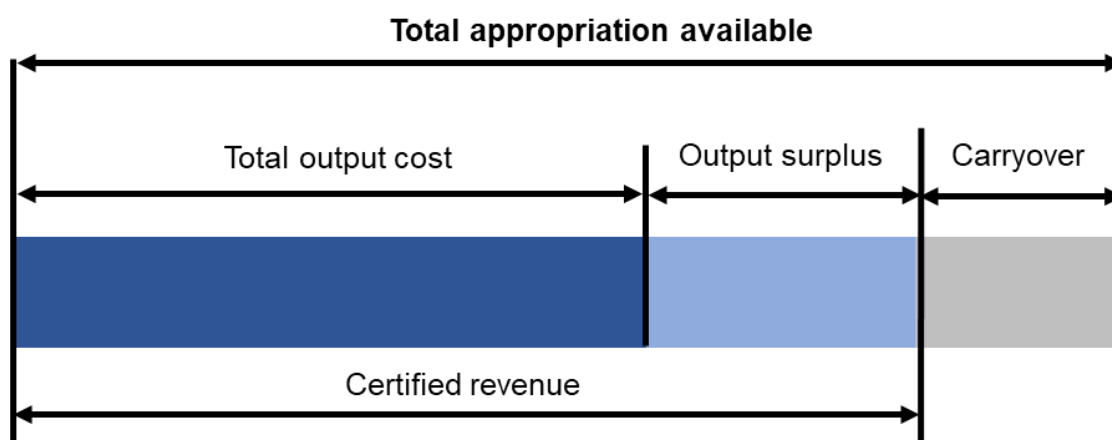 Total appropriation available
Total output cost
Output surplus
Carryover
Certified revenue